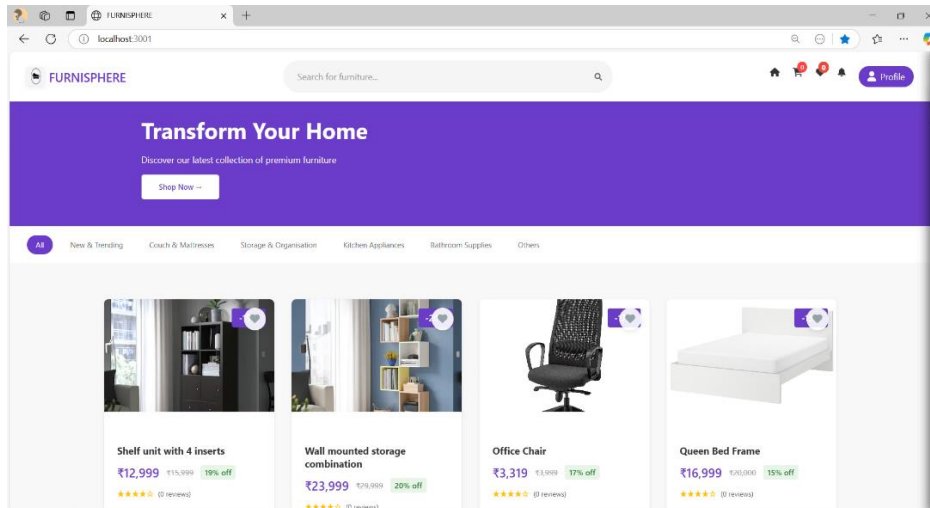 FURNISPHERE
localhost:3001
FURNISPHERE
Search for furniture...
0
0
Profile
Transform Your Home
Discover our latest collection of premium furniture
Shop Now →
All New & Trending Couch & Mattresses Storage & Organisation Kitchen Appliances Bathroom Supplies Others
Shelf unit with 4 inserts
₹12,999 ₹15,999 19% off
★★★★☆ (0 reviews)
Wall mounted storage
combination
₹23,999 ₹29,999 20% off
★★★★☆ (0 reviews)
Office Chair
₹3,319 ₹3,999 17% off
★★★★☆ (0 reviews)
Queen Bed Frame
₹16,999 ₹20,000 15% off
★★★★☆ (0 reviews)